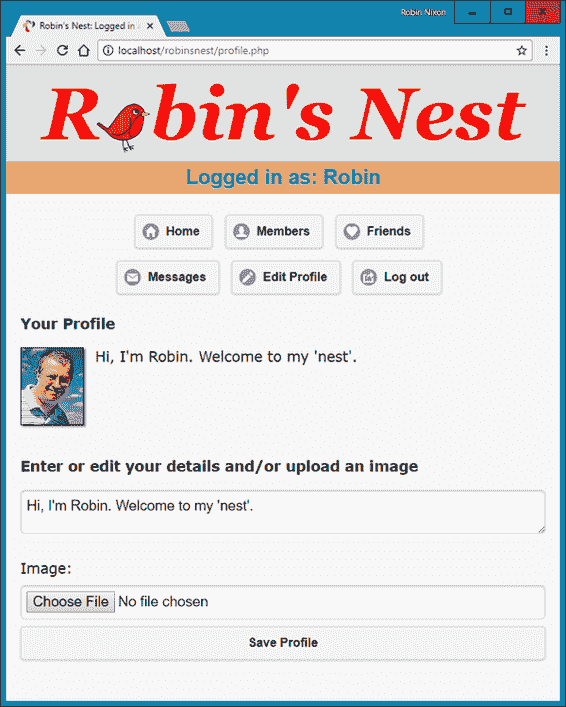 Robin Nixon
Robin's Nest: Logged in
localhost/robinsnest/profile.php
Robin's Nest
Logged in as: Robin
Home Members Friends
Messages Edit Profile Log out
Your Profile
Hi, I'm Robin. Welcome to my 'nest'.
Enter or edit your details and/or upload an image
Hi, I'm Robin. Welcome to my 'nest'.
Image:
Choose File No file chosen
Save Profile